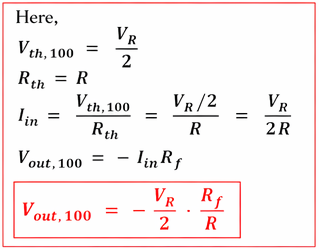 Here,
V_{th,100} = V_R / 2
R_{th} = R
I_{in} = V_{th,100} / R_{th} = V_R/2 / R = V_R / 2R
V_{out,100} = − I_{in} R_f
V_{out,100} = − V_R / 2 · R_f / R